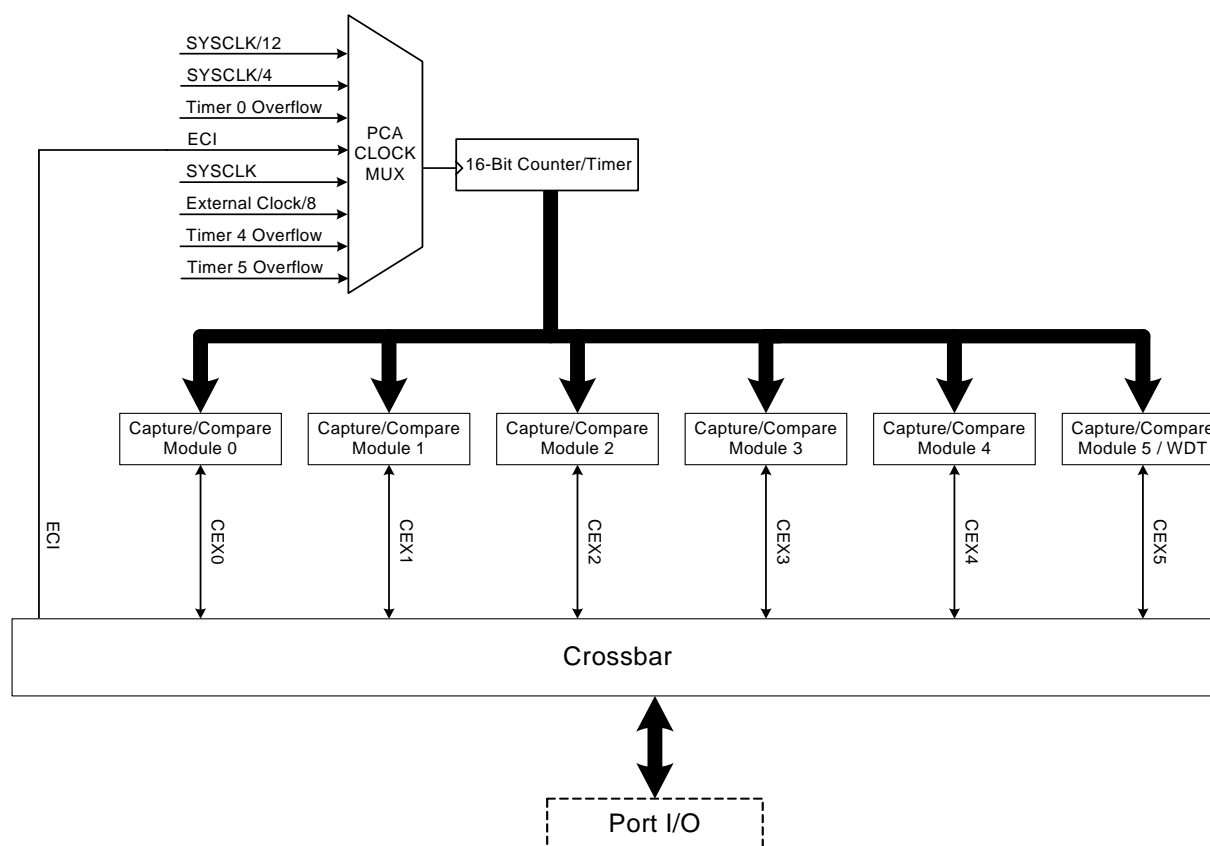 SYSCLK/12
SYSCLK/4
Timer 0 Overflow
ECI
SYSCLK
External Clock/8
Timer 4 Overflow
Timer 5 Overflow
PCA
CLOCK
MUX
16-Bit Counter/Timer
Capture/Compare
Module 0
Capture/Compare
Module 1
Capture/Compare
Module 2
Capture/Compare
Module 3
Capture/Compare
Module 4
Capture/Compare
Module 5 / WDT
ECI
CEX0
CEX1
CEX2
CEX3
CEX4
CEX5
Crossbar
Port I/O